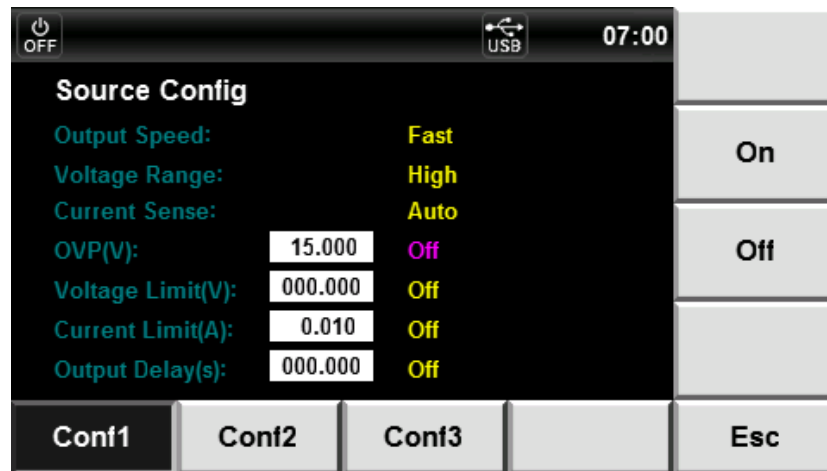 OFF USB 07:00
Source Config
Output Speed: Fast
On
Voltage Range: High
Current Sense: Auto
OVP(V): 15.000 Off
Off
Voltage Limit(V): 000.000 Off
Current Limit(A): 0.010 Off
Output Delay(s): 000.000 Off
Conf1 Conf2 Conf3 Esc